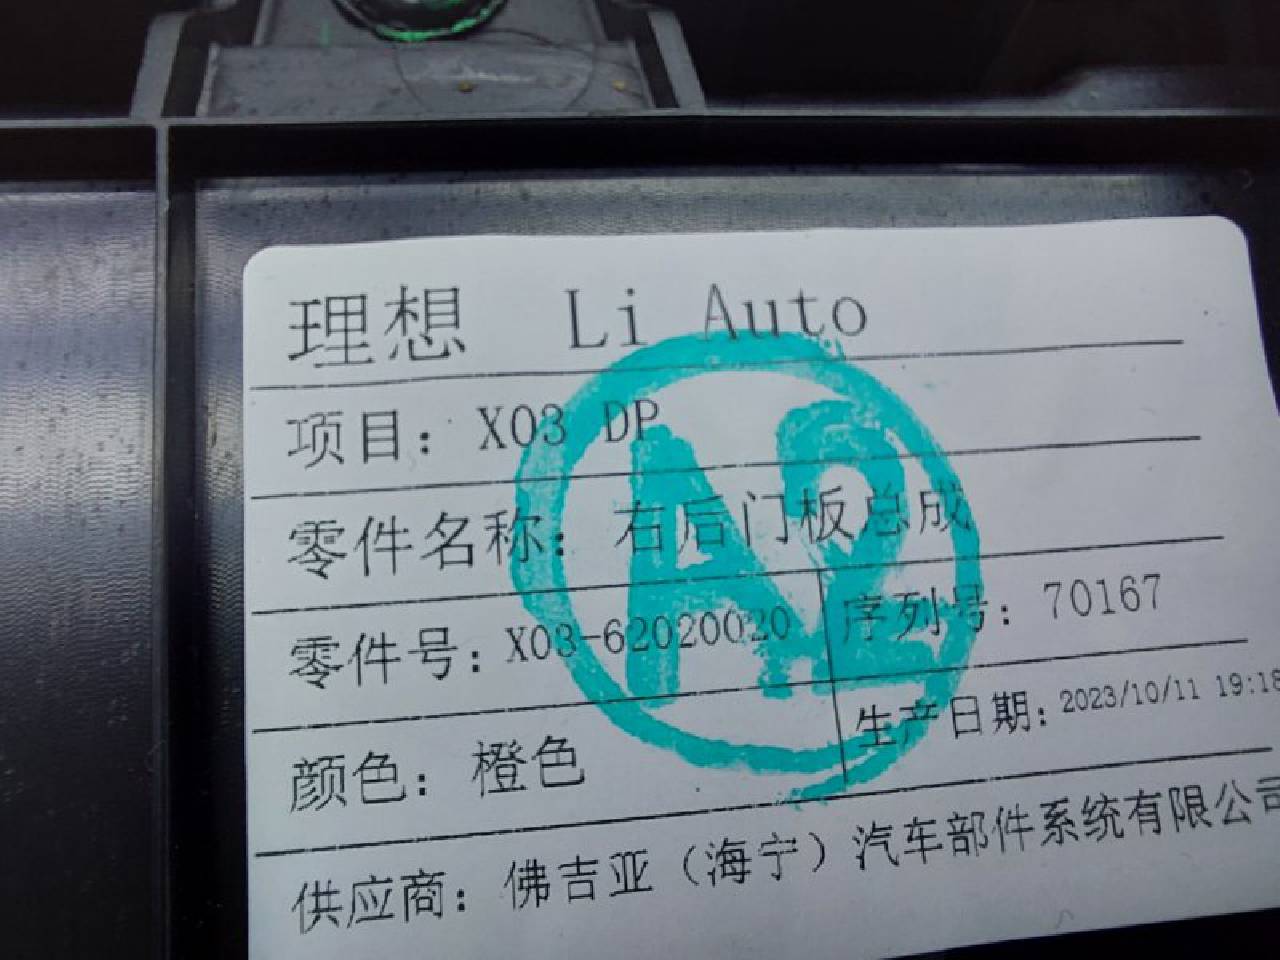 理想 Li Auto
项目：X03 DP
零件名称：右后门板总成
零件号：X03-62020020 序列号：70167
颜色：橙色 生产日期：2023/10/11 19:18
供应商：佛吉亚（海宁）汽车部件系统有限公司
A2